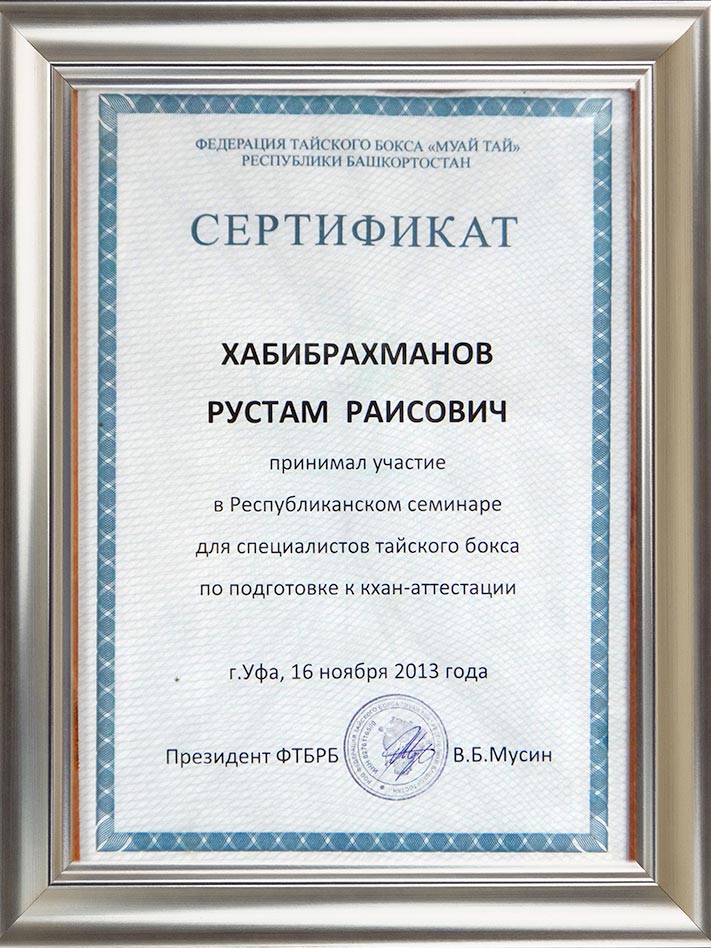 ФЕДЕРАЦИЯ ТАЙСКОГО БОКСА «МУАЙ ТАЙ»
РЕСПУБЛИКИ БАШКОРТОСТАН
СЕРТИФИКАТ
ХАБИБРАХМАНОВ
РУСТАМ РАИСОВИЧ
принимал участие
в Республиканском семинаре
для специалистов тайского бокса
по подготовке к кхан-аттестации
г.Уфа, 16 ноября 2013 года
Президент ФТБРБ В.Б.Мусин